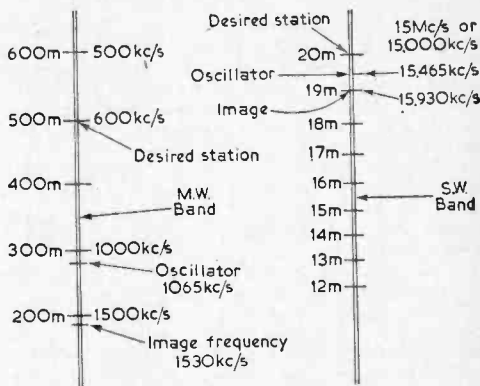 600m 500kc/s
500m 600kc/s
Desired station
400m
M.W.
Band
300m 1000kc/s
Oscillator
1065kc/s
200m 1500kc/s
Image frequency
1530kc/s
Desired station
15Mc/s or
20m 15,000kc/s
Oscillator 15,465kc/s
19m
Image 15,930kc/s
18m
17m
16m
S.W.
Band
15m
14m
13m
12m